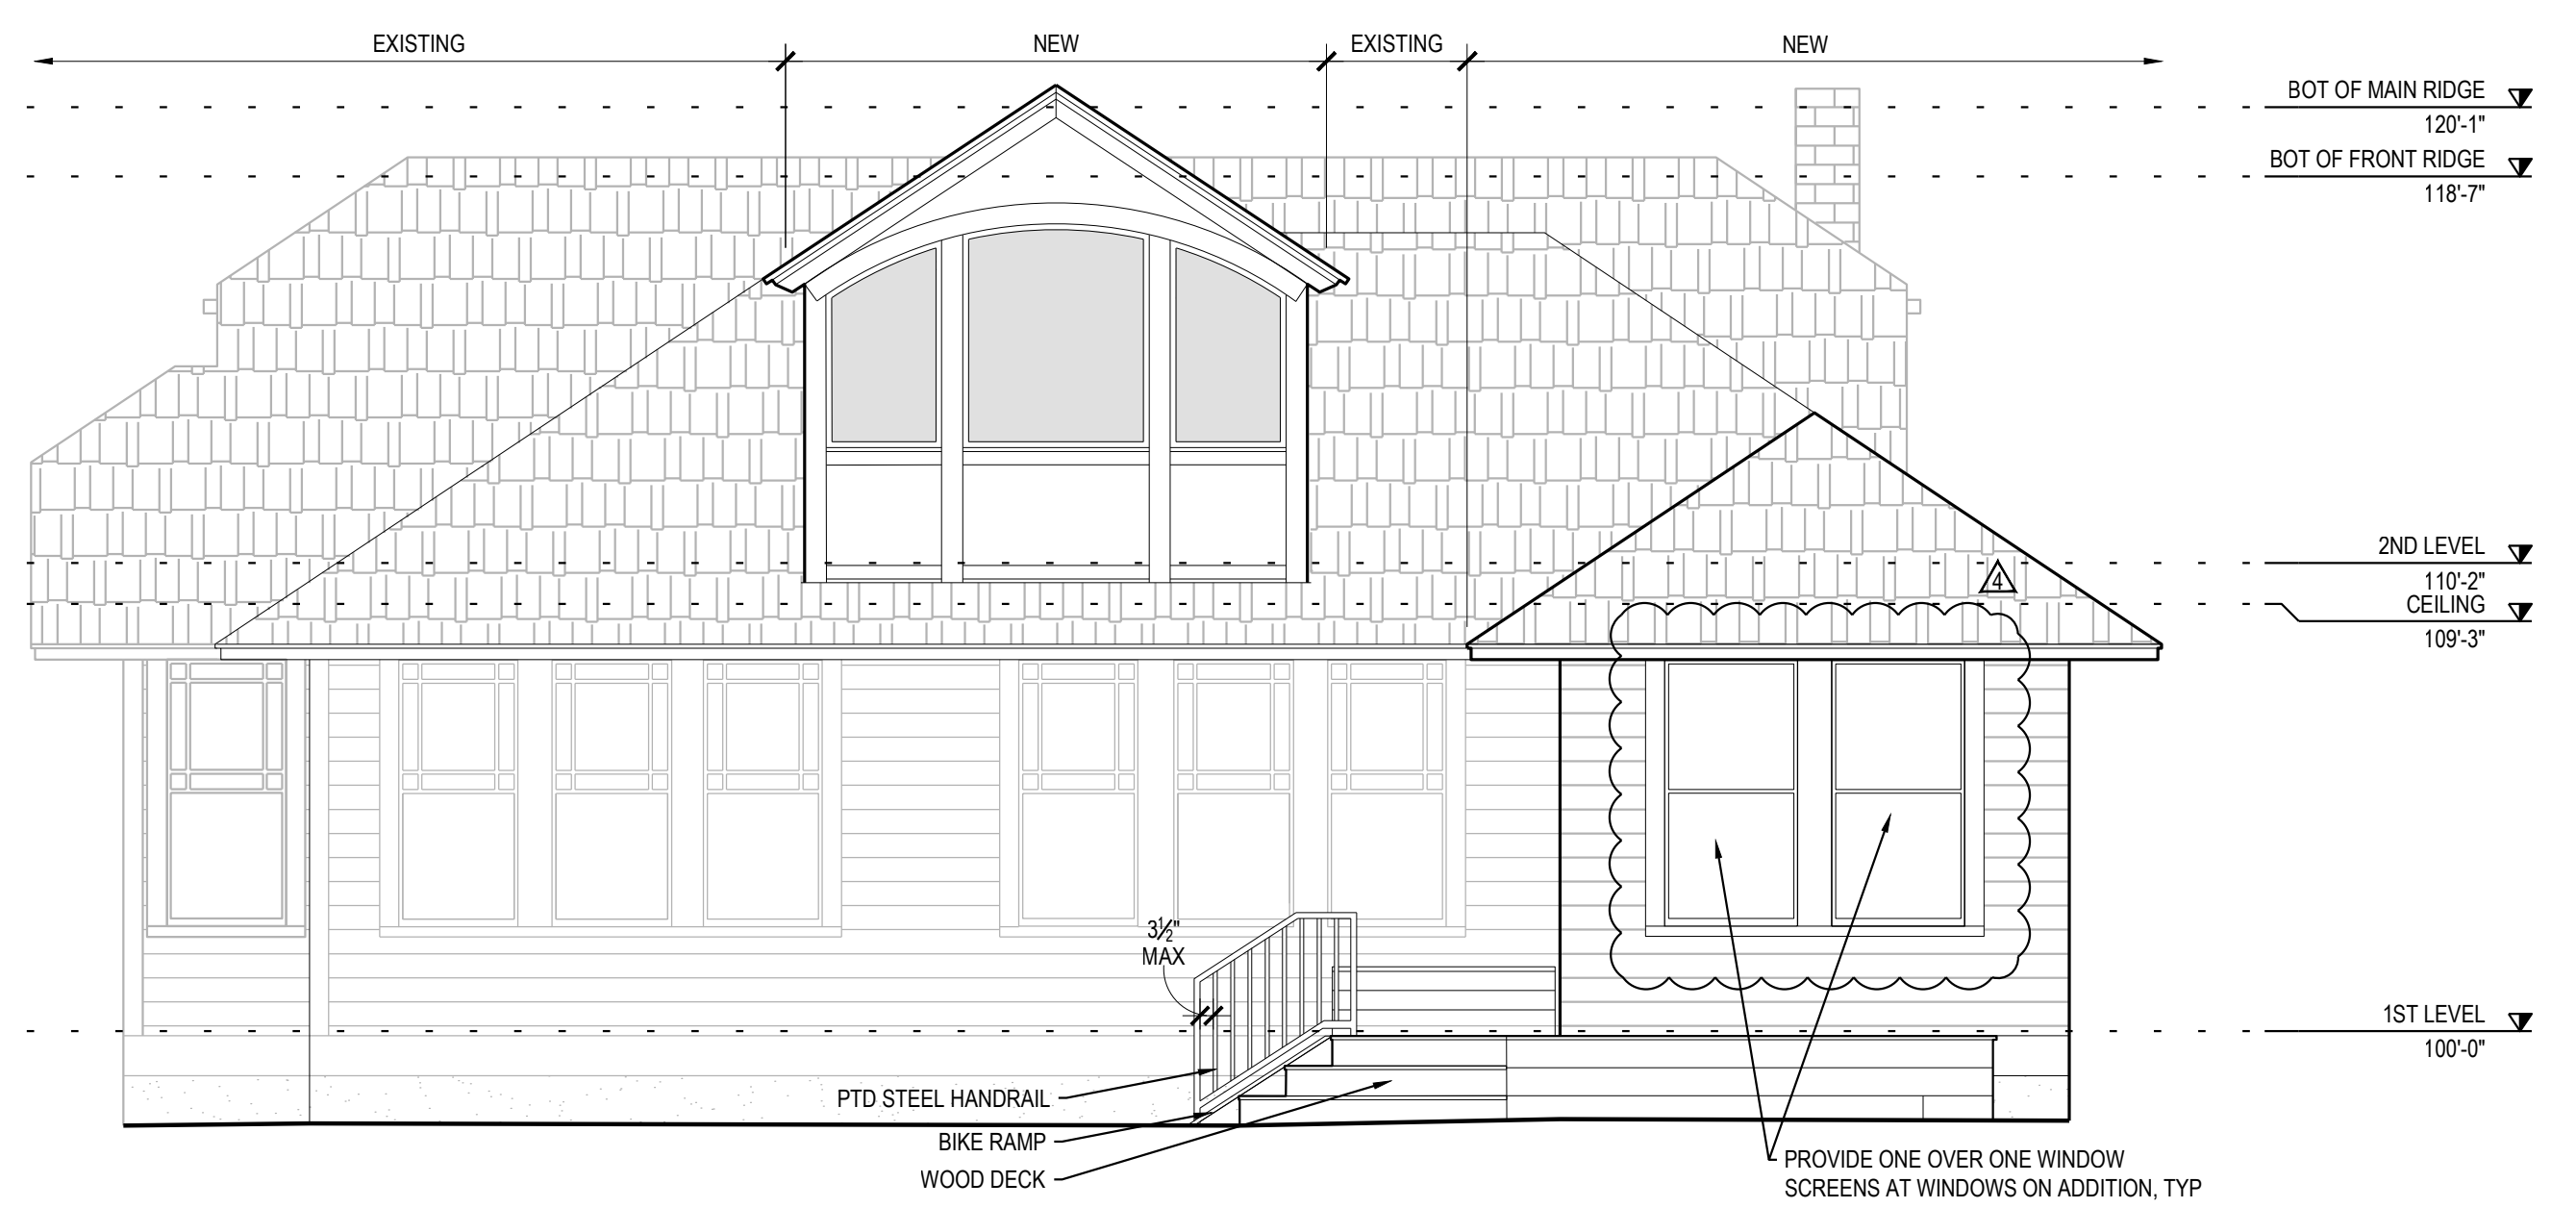 EXISTING
NEW
EXISTING
NEW
BOT OF MAIN RIDGE
120'-1"
BOT OF FRONT RIDGE
118'-7"
2ND LEVEL
110'-2"
4
CEILING
109'-3"
3½"
MAX
1ST LEVEL
100'-0"
PTD STEEL HANDRAIL
BIKE RAMP
WOOD DECK
PROVIDE ONE OVER ONE WINDOW
SCREENS AT WINDOWS ON ADDITION, TYP